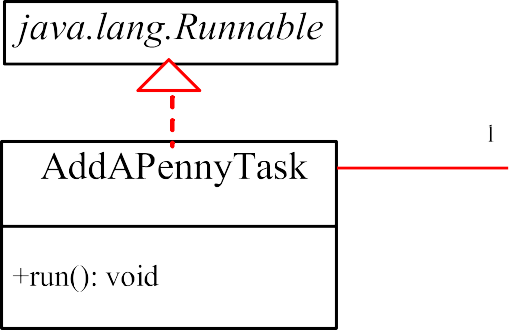 java.lang.Runnable
1
AddAPennyTask
+run(): void